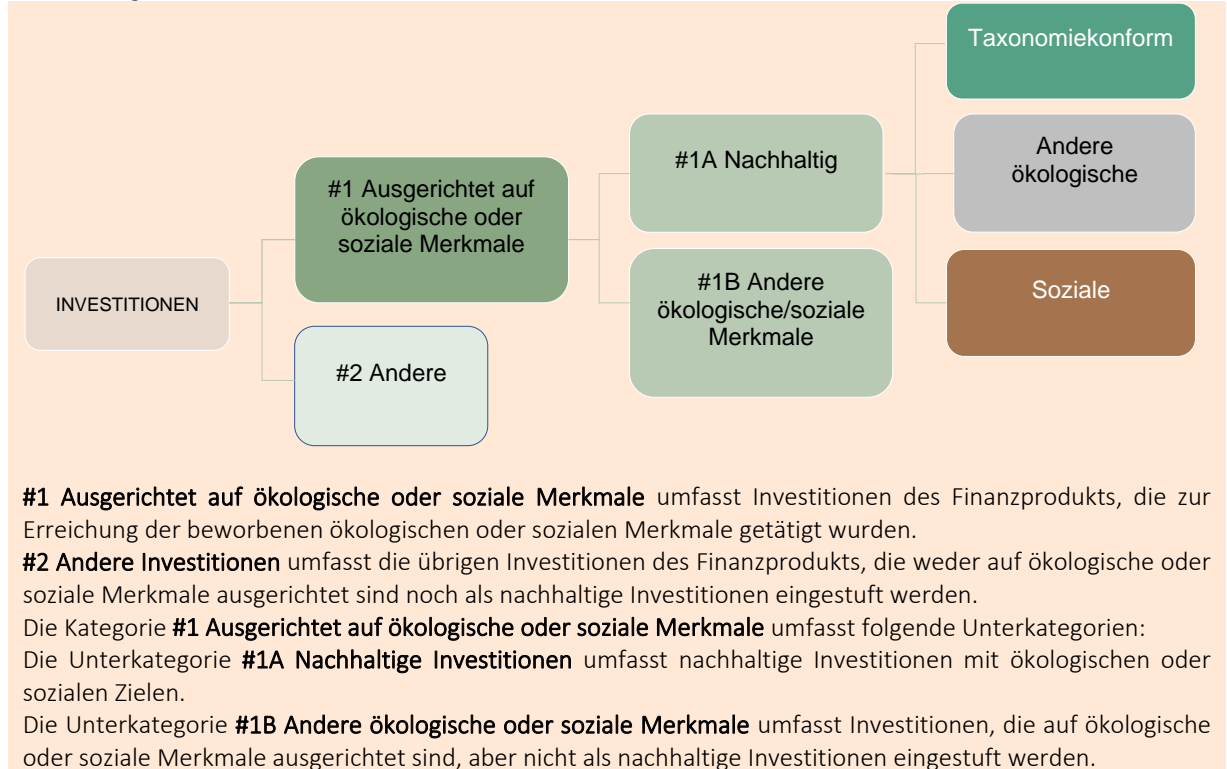 Taxonomiekonform
#1A Nachhaltig
Andere
ökologische
#1 Ausgerichtet auf
ökologische oder
soziale Merkmale
INVESTITIONEN
#1B Andere
ökologische/soziale
Merkmale
Soziale
#2 Andere
#1 Ausgerichtet auf ökologische oder soziale Merkmale umfasst Investitionen des Finanzprodukts, die zur
Erreichung der beworbenen ökologischen oder sozialen Merkmale getätigt wurden.
#2 Andere Investitionen umfasst die übrigen Investitionen des Finanzprodukts, die weder auf ökologische oder
soziale Merkmale ausgerichtet sind noch als nachhaltige Investitionen eingestuft werden.
Die Kategorie #1 Ausgerichtet auf ökologische oder soziale Merkmale umfasst folgende Unterkategorien:
Die Unterkategorie #1A Nachhaltige Investitionen umfasst nachhaltige Investitionen mit ökologischen oder
sozialen Zielen.
Die Unterkategorie #1B Andere ökologische oder soziale Merkmale umfasst Investitionen, die auf ökologische
oder soziale Merkmale ausgerichtet sind, aber nicht als nachhaltige Investitionen eingestuft werden.